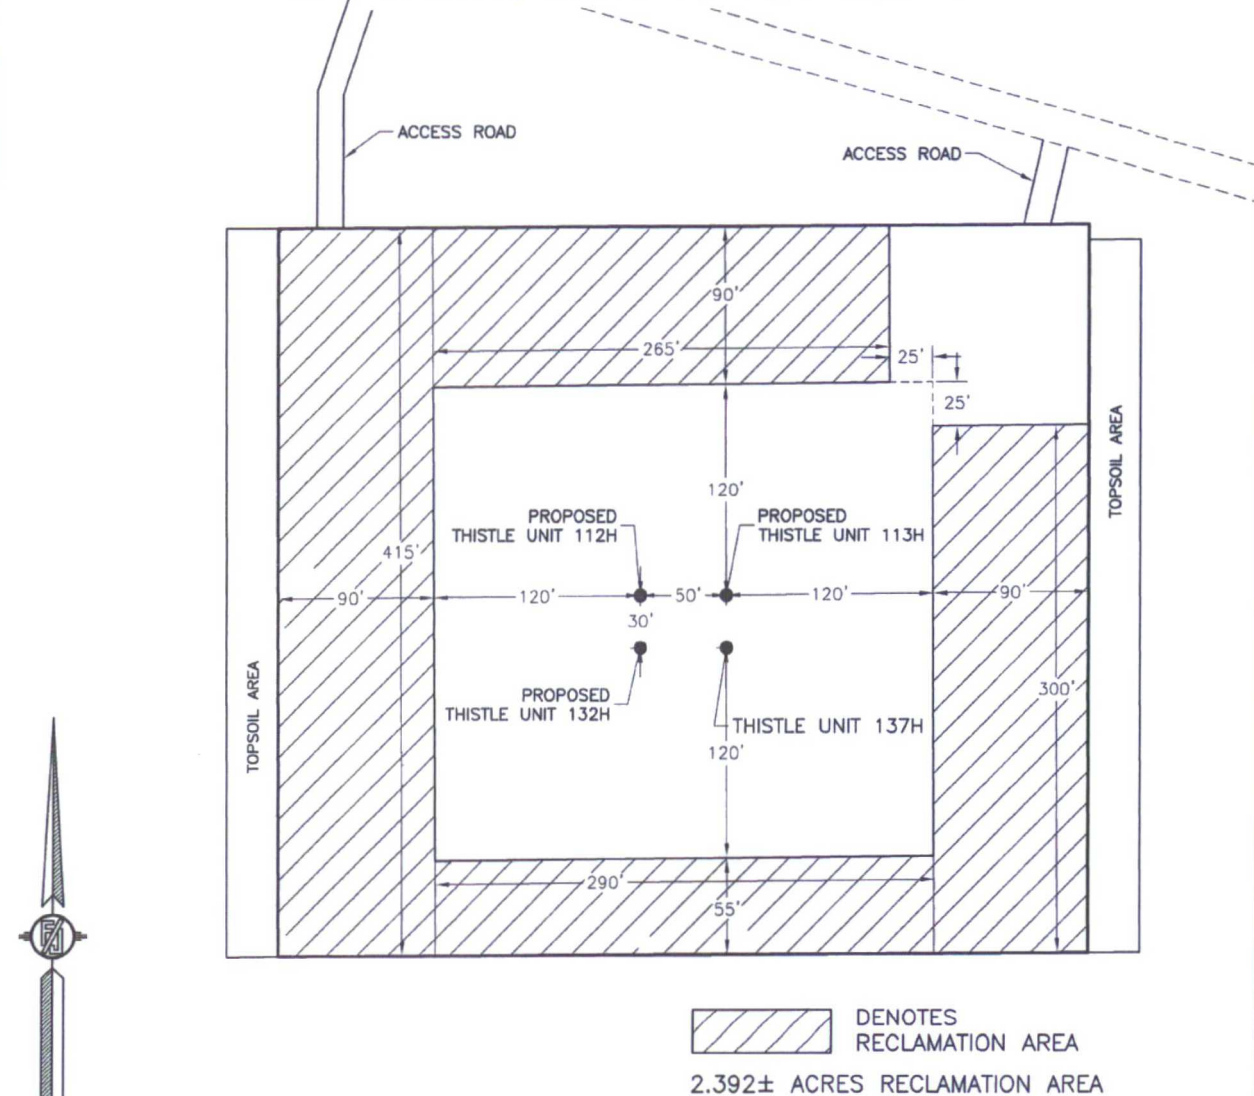 ACCESS ROAD
ACCESS ROAD
90'
265'
25'
25'
TOPSOIL AREA
120'
PROPOSED
THISTLE UNIT 112H
PROPOSED
THISTLE UNIT 113H
415'
90'
120'
50'
120'
90'
30'
TOPSOIL AREA
PROPOSED
THISTLE UNIT 132H
300'
THISTLE UNIT 137H
120'
290'
55'
DENOTES
RECLAMATION AREA
2.392± ACRES RECLAMATION AREA